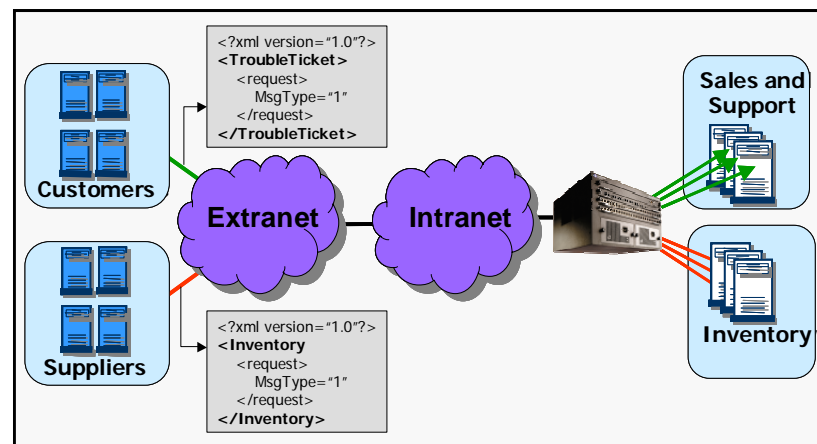 <?xml version=“1.0”?>
<TroubleTicket>
<request>
MsgType=“1”
</request>
</TroubleTicket>
Customers
Sales and
Support
Extranet
Intranet
Suppliers
<?xml version=“1.0”?>
<Inventory
<request>
MsgType=“1”
</request>
</Inventory>
Inventory